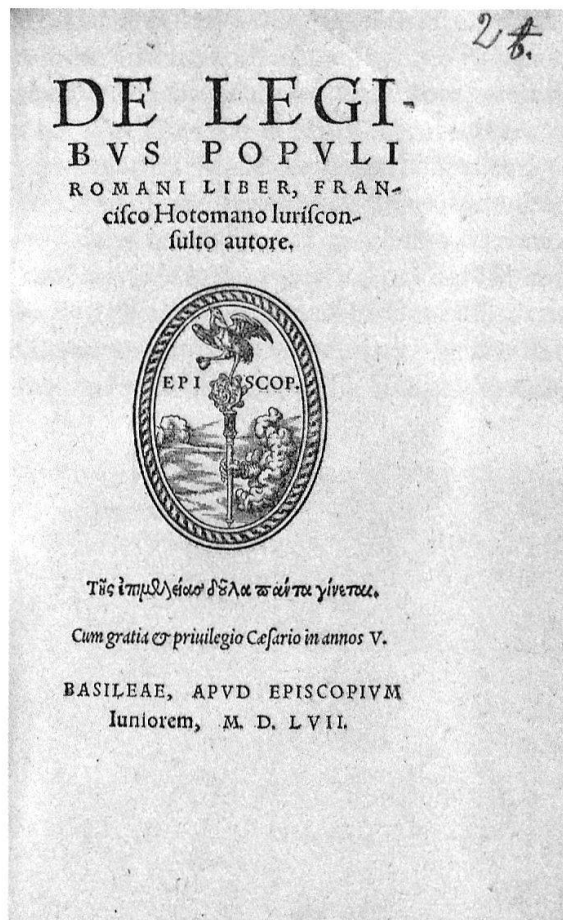 DE LEGI-
BVS POPVLI
ROMANI LIBER, FRAN-
cisco Hotomano Iuriscon-
sulto autore.
EPI SCOP.
Τῆς ἐπιμελείας δοῦλα πάντα γίνεται.
Cum gratia & priuilegio Cæsario in annos V.
BASILEAE, APVD EPISCOPIVM
Iuniorem, M. D. LVII.